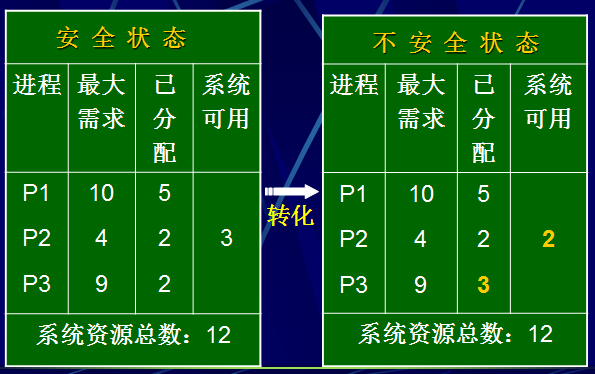 安全状态
进程 最大需求 已分配 系统可用
P1 10 5
P2 4 2 3
P3 9 2
系统资源总数：12
转化
不安全状态
进程 最大需求 已分配 系统可用
P1 10 5
P2 4 2 2
P3 9 3
系统资源总数：12